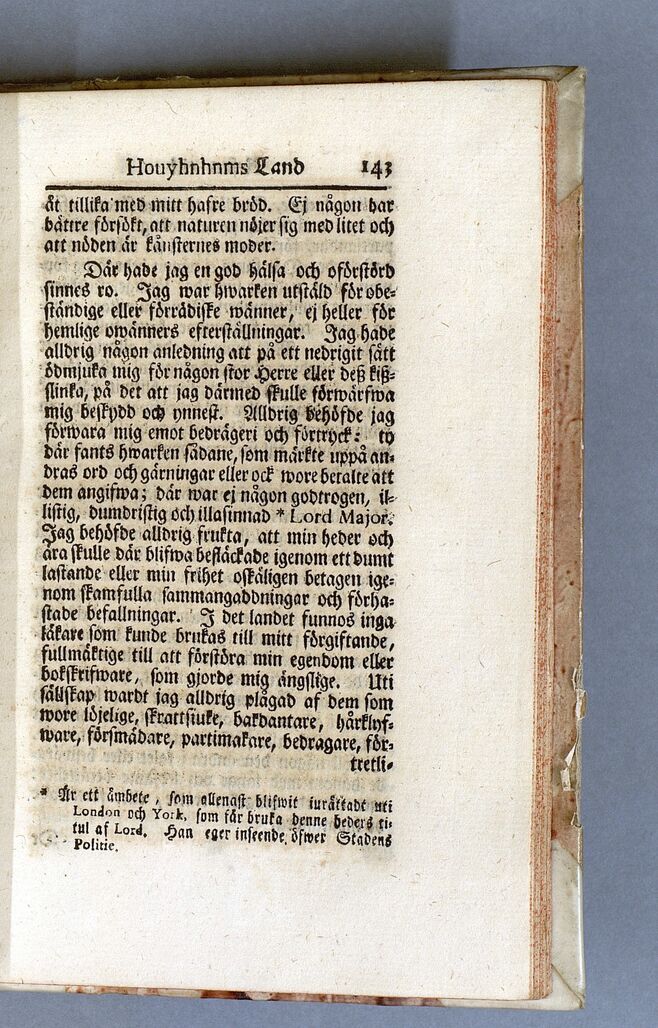 Houyhnhnms Land 143
åt tillika med mitt hafre bröd. Ej någon har
bättre försökt, att naturen nöjer sig med litet och
att nöden är kånsternes moder.
Där hade jag en god hälsa och oförstörd
sinnes ro. Jag war hwarken utstäld för obe-
ständige eller förrädiske wänner, ej heller för
hemlige owänners efterställningar. Jag hade
alldrig någon anledning att på ett nedrigit sätt
ödmjuka mig för någon stor Herre eller deß kiß-
slinka, på det att jag därmed skulle förwärfwa
mig beskydd och ynnest. Alldrig behöfde jag
förwara mig emot bedrägeri och förtryck: ty
där fants hwarken sådane, som märkte uppå an-
dras ord och gärningar eller ock wore betalte att
dem angifwa; där war ej någon godtrogen, il-
listig, dumdristig och illasinnad * Lord Major.
Jag behöfde alldrig frukta, att min heder och
ära skulle där blifwa besläckade igenom ett dumt
lastande eller min frihet oskäligen betagen ige-
nom skamfulla sammangaddningar och förha-
stade befallningar. I det landet funnos inga
läkare som kunde brukas till mitt förgiftande,
fullmäktige till att förstöra min egendom eller
bokskrifware, som gjorde mig ängslige. Uti
sällskap wardt jag alldrig plågad af dem som
wore löjelige, skrattsiuke, bakdantare, härklyf-
ware, försmädare, partimakare, bedragare, för-
tretli-
* Är ett ämbete, som allenast blifwit inrättadt uti
London och York, som får bruka denne heders ti-
tul af Lord. Han eger inseende öfwer Stadens
Politie.